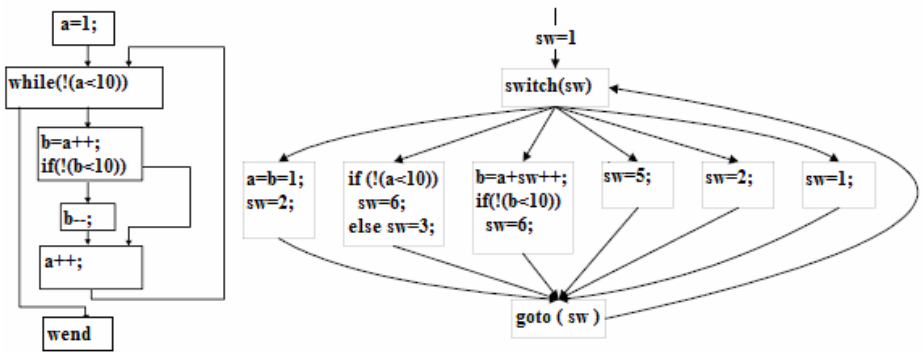 a=1;
while(!(a<10))
b=a++;
if(!(b<10))
b--;
a++;
wend
sw=1
switch(sw)
a=b=1;
sw=2;
if (!(a<10))
sw=6;
else sw=3;
b=a+sw++;
if(!(b<10))
sw=6;
sw=5;
sw=2;
sw=1;
goto ( sw )